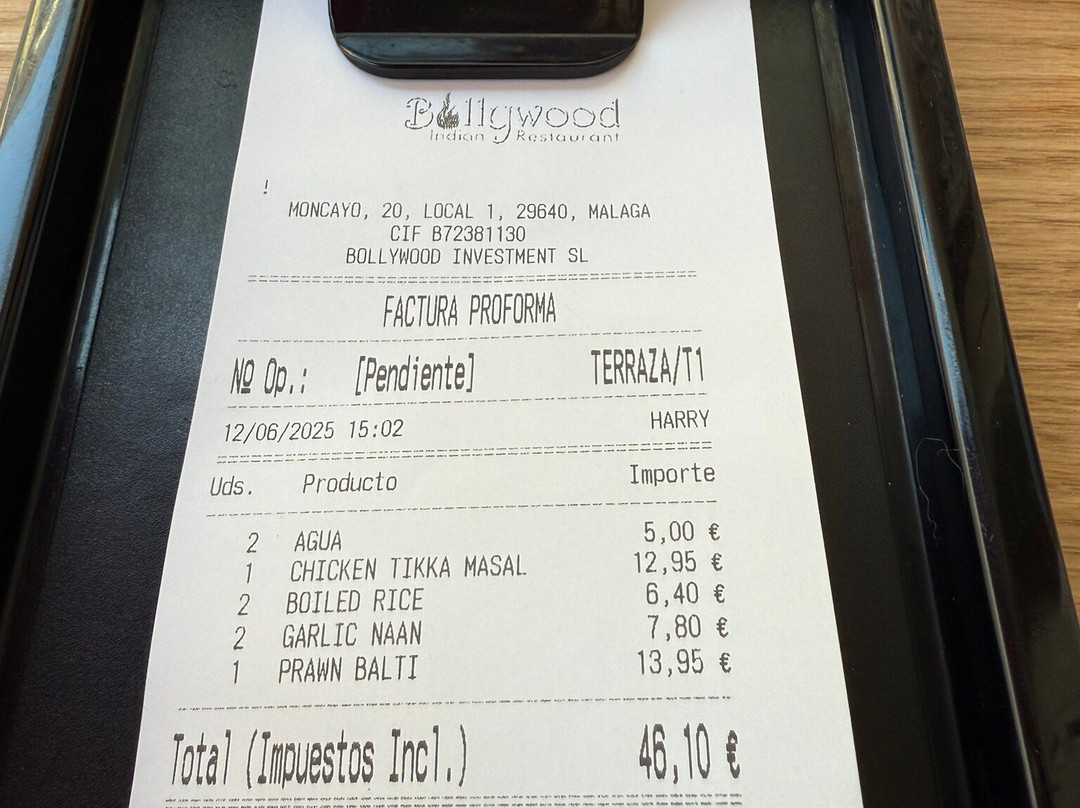 Bollywood
Indian Restaurant
!
MONCAYO, 20, LOCAL 1, 29640, MALAGA
CIF B72381130
BOLLYWOOD INVESTMENT SL
FACTURA PROFORMA
Nº Op.: [Pendiente] TERRAZA/T1
12/06/2025 15:02 HARRY
Uds. Producto Importe
2 AGUA 5,00 €
1 CHICKEN TIKKA MASAL 12,95 €
2 BOILED RICE 6,40 €
2 GARLIC NAAN 7,80 €
1 PRAWN BALTI 13,95 €
Total (Impuestos Incl.) 46,10 €